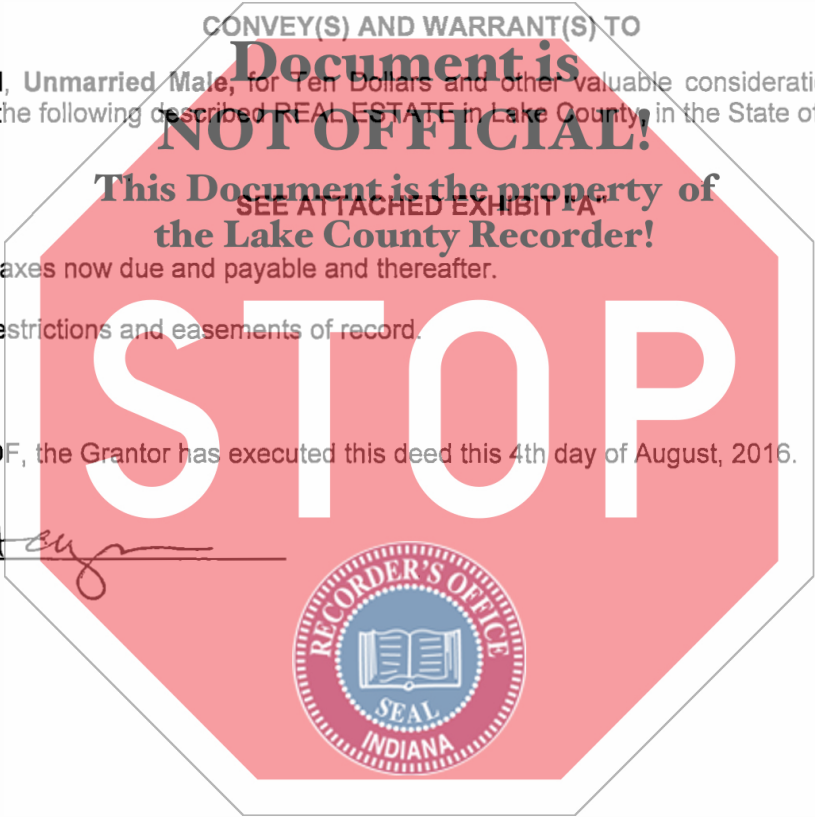 CONVEY(S) AND WARRANT(S) TO
Document is
, Unmarried Male, for Ten Dollars and other valuable considerati
he following described REAL ESTATE in Lake County, in the State of
NOT OFFICIAL!
This Document is the property of
SEE ATTACHED EXHIBIT "A"
the Lake County Recorder!
axes now due and payable and thereafter.
estrictions and easements of record.
STOP
F, the Grantor has executed this deed this 4th day of August, 2016.
RECORDER'S OFFICE
SEAL
INDIANA